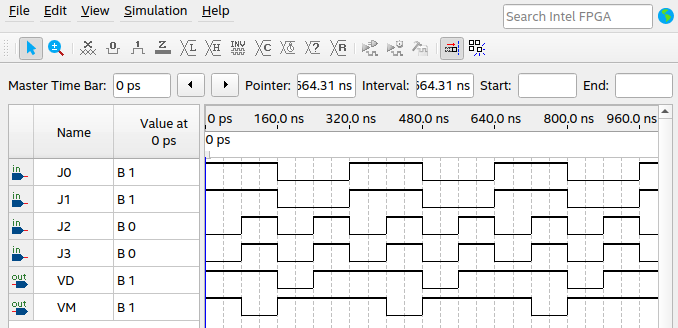 File Edit View Simulation Help
Search Intel FPGA
Master Time Bar: 0 ps Pointer: 564.31 ns Interval: 564.31 ns Start: End:
Name Value at 0 ps
0 ps 160.0 ns 320.0 ns 480.0 ns 640.0 ns 800.0 ns 960.0 ns
0 ps
in J0 B 1
in J1 B 1
in J2 B 0
in J3 B 0
out VD B 1
out VM B 1